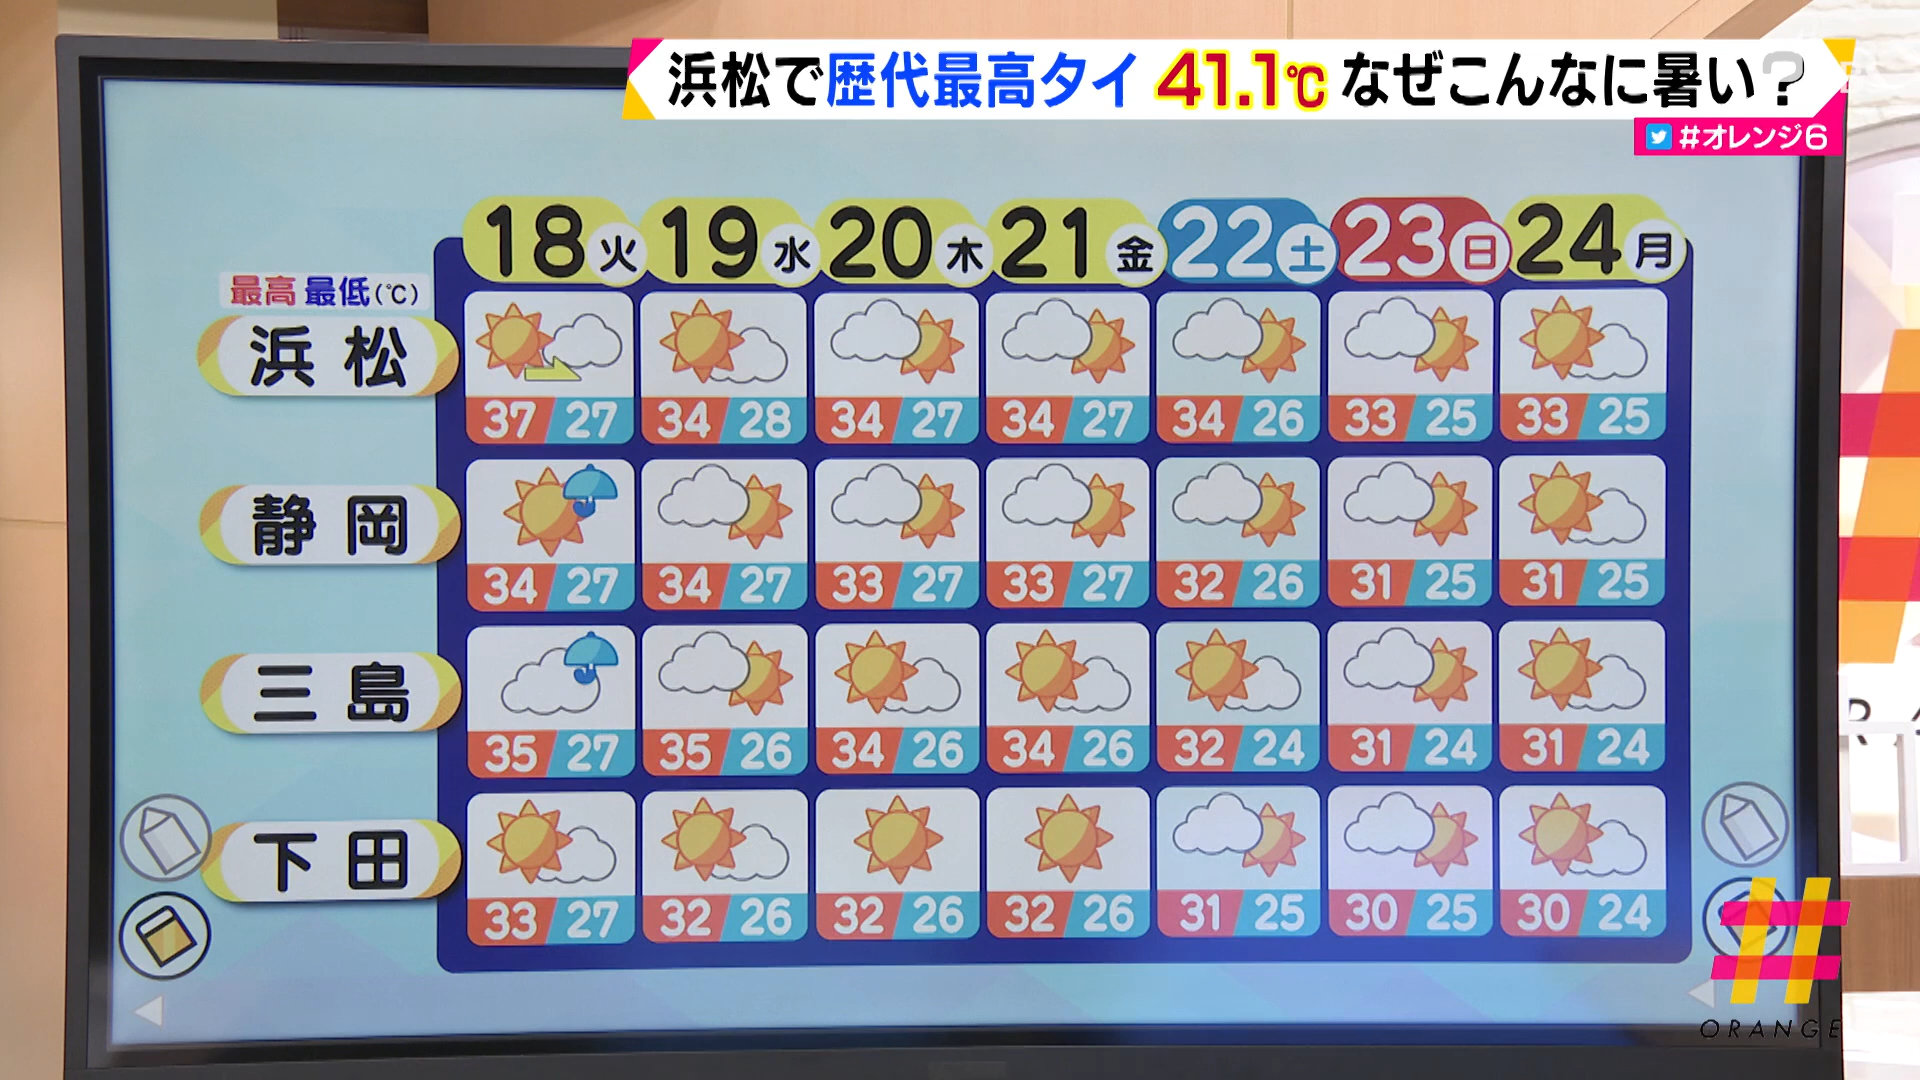 浜松で歴代最高タイ 41.1℃ なぜこんなに暑い?
#オレンジ6
18火 19水 20木 21金 22土 23日 24月
最高 最低(℃)
浜松
37 27 34 28 34 27 34 27 34 26 33 25 33 25
静岡
34 27 34 27 33 27 33 27 32 26 31 25 31 25
三島
35 27 35 26 34 26 34 26 32 24 31 24 31 24
下田
33 27 32 26 32 26 32 26 31 25 30 25 30 24
ORANGE